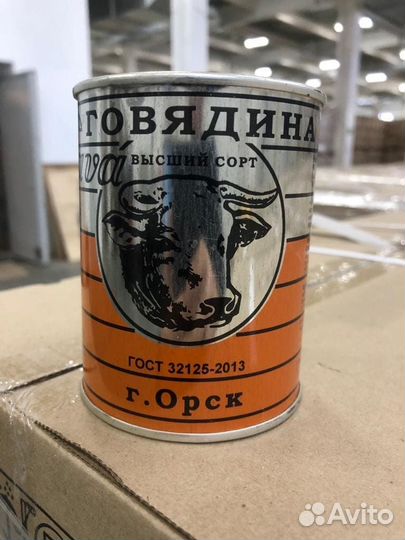 ГОВЯДИНА
ВЫСШИЙ СОРТ
ГОСТ 32125-2013
г.Орск
Avito